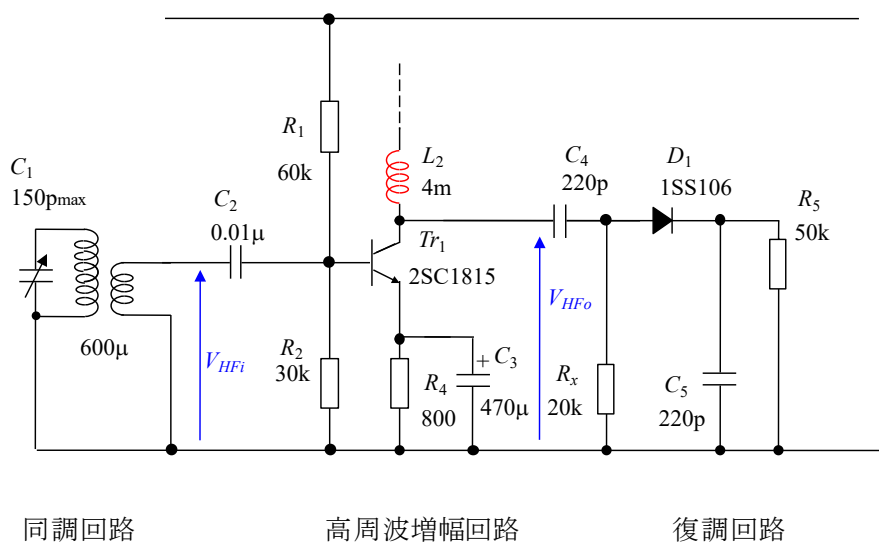 R1
60k
C1
150pmax
C2
0.01μ
L2
4m
C4
220p
D1
1SS106
R5
50k
Tr1
2SC1815
VHFi
VHFo
600μ
R2
30k
R4
800
+
C3
470μ
Rx
20k
C5
220p
同調回路
高周波増幅回路
復調回路